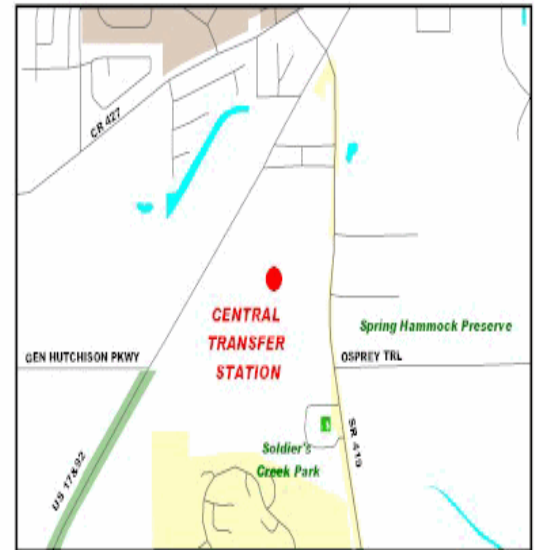 CR 427
CENTRAL
TRANSFER
STATION
Spring Hammock Preserve
GEN HUTCHISON PKWY
OSPREY TRL
SR 419
Soldier's
Creek Park
US 17&92